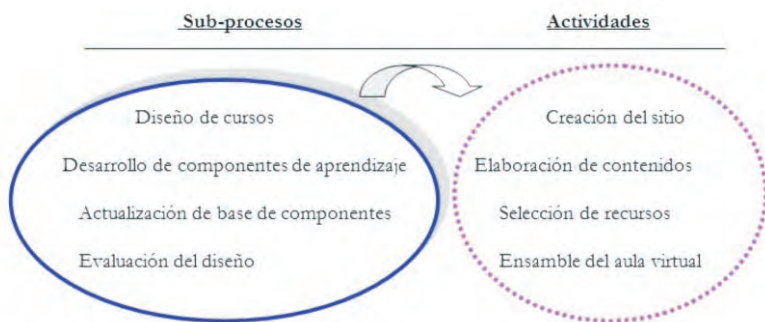 Sub-procesos Actividades
Diseño de cursos
Desarrollo de componentes de aprendizaje
Actualización de base de componentes
Evaluación del diseño
Creación del sitio
Elaboración de contenidos
Selección de recursos
Ensamble del aula virtual